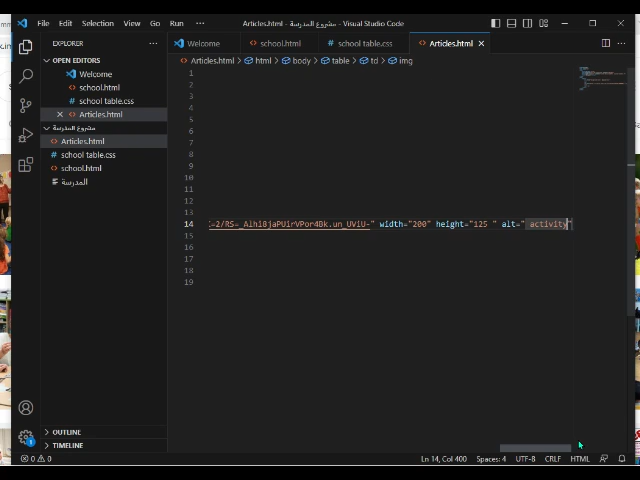 File Edit Selection View Go Run ··· Articles.html - مشروع المدرسة - Visual Studio Code
EXPLORER ···
Welcome school.html school table.css Articles.html
OPEN EDITORS
Welcome
school.html
school table.css
Articles.html
مشروع المدرسة
Articles.html
school table.css
school.html
المدرسة
Articles.html > html > body > table > td > img
1
2
3
4
5
6
7
8
9
10
11
12
13
14 =2/RS=_Alhi8jaPUirVPor4Bk.un_UViU-" width="200" height="125 " alt=" activity"
15
16
17
18
19
OUTLINE
TIMELINE
1
0 0 Ln 14, Col 400 Spaces: 4 UTF-8 CRLF HTML